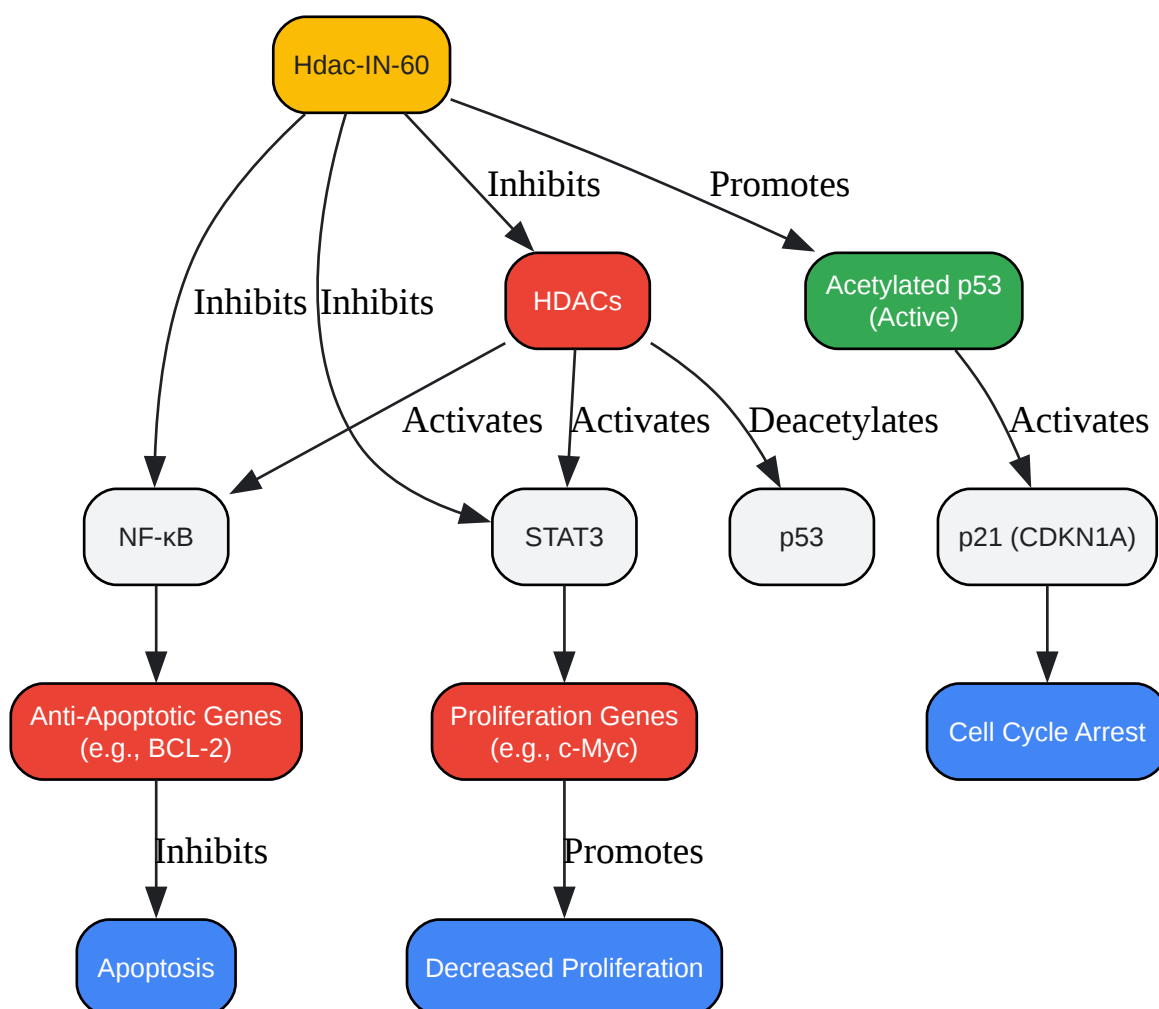 Hdac-IN-60
Inhibits
Promotes
Inhibits
Inhibits
HDACs
Acetylated p53
(Active)
Activates
Activates
Deacetylates
Activates
NF-κB
STAT3
p53
p21 (CDKN1A)
Anti-Apoptotic Genes
(e.g., BCL-2)
Proliferation Genes
(e.g., c-Myc)
Cell Cycle Arrest
Inhibits
Promotes
Apoptosis
Decreased Proliferation